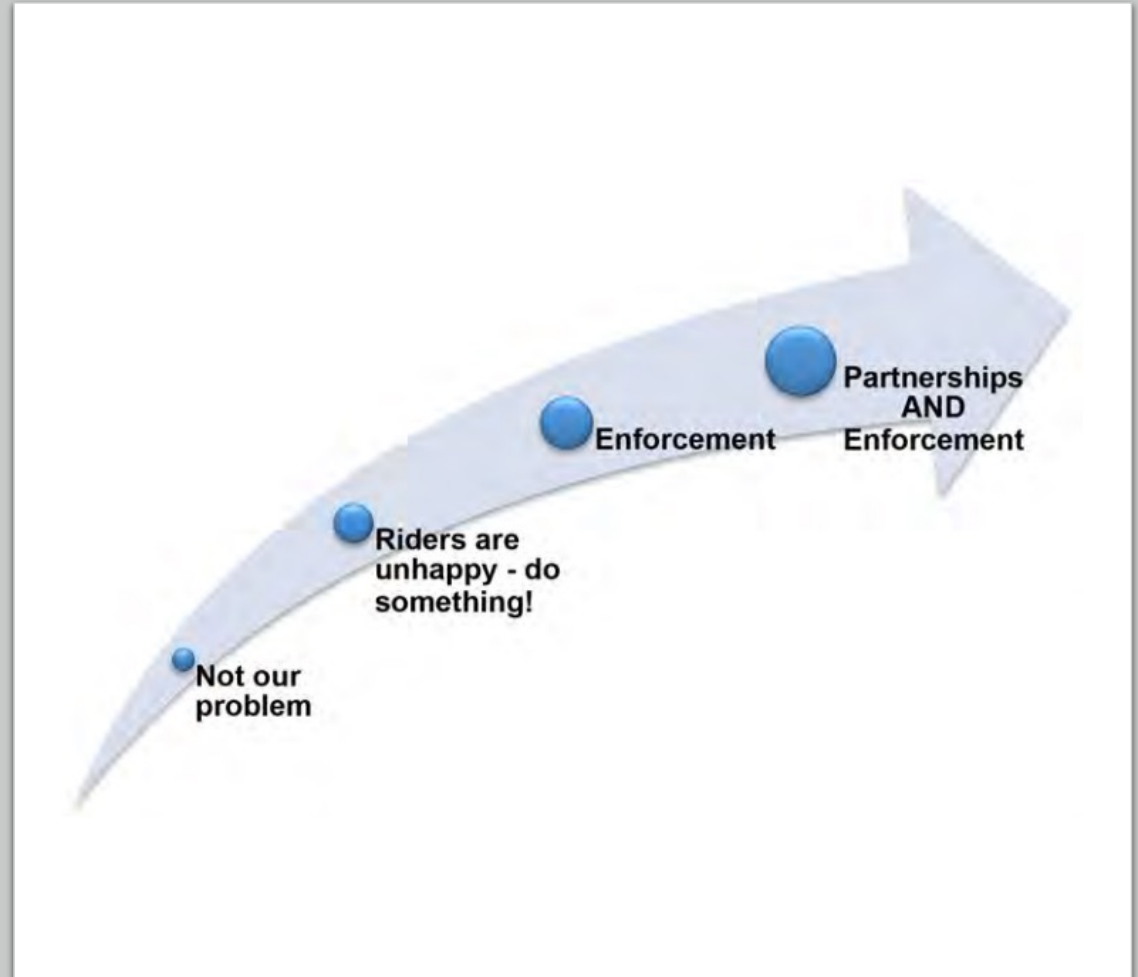 Not our
problem
Riders are
unhappy - do
something!
Enforcement
Partnerships
AND
Enforcement